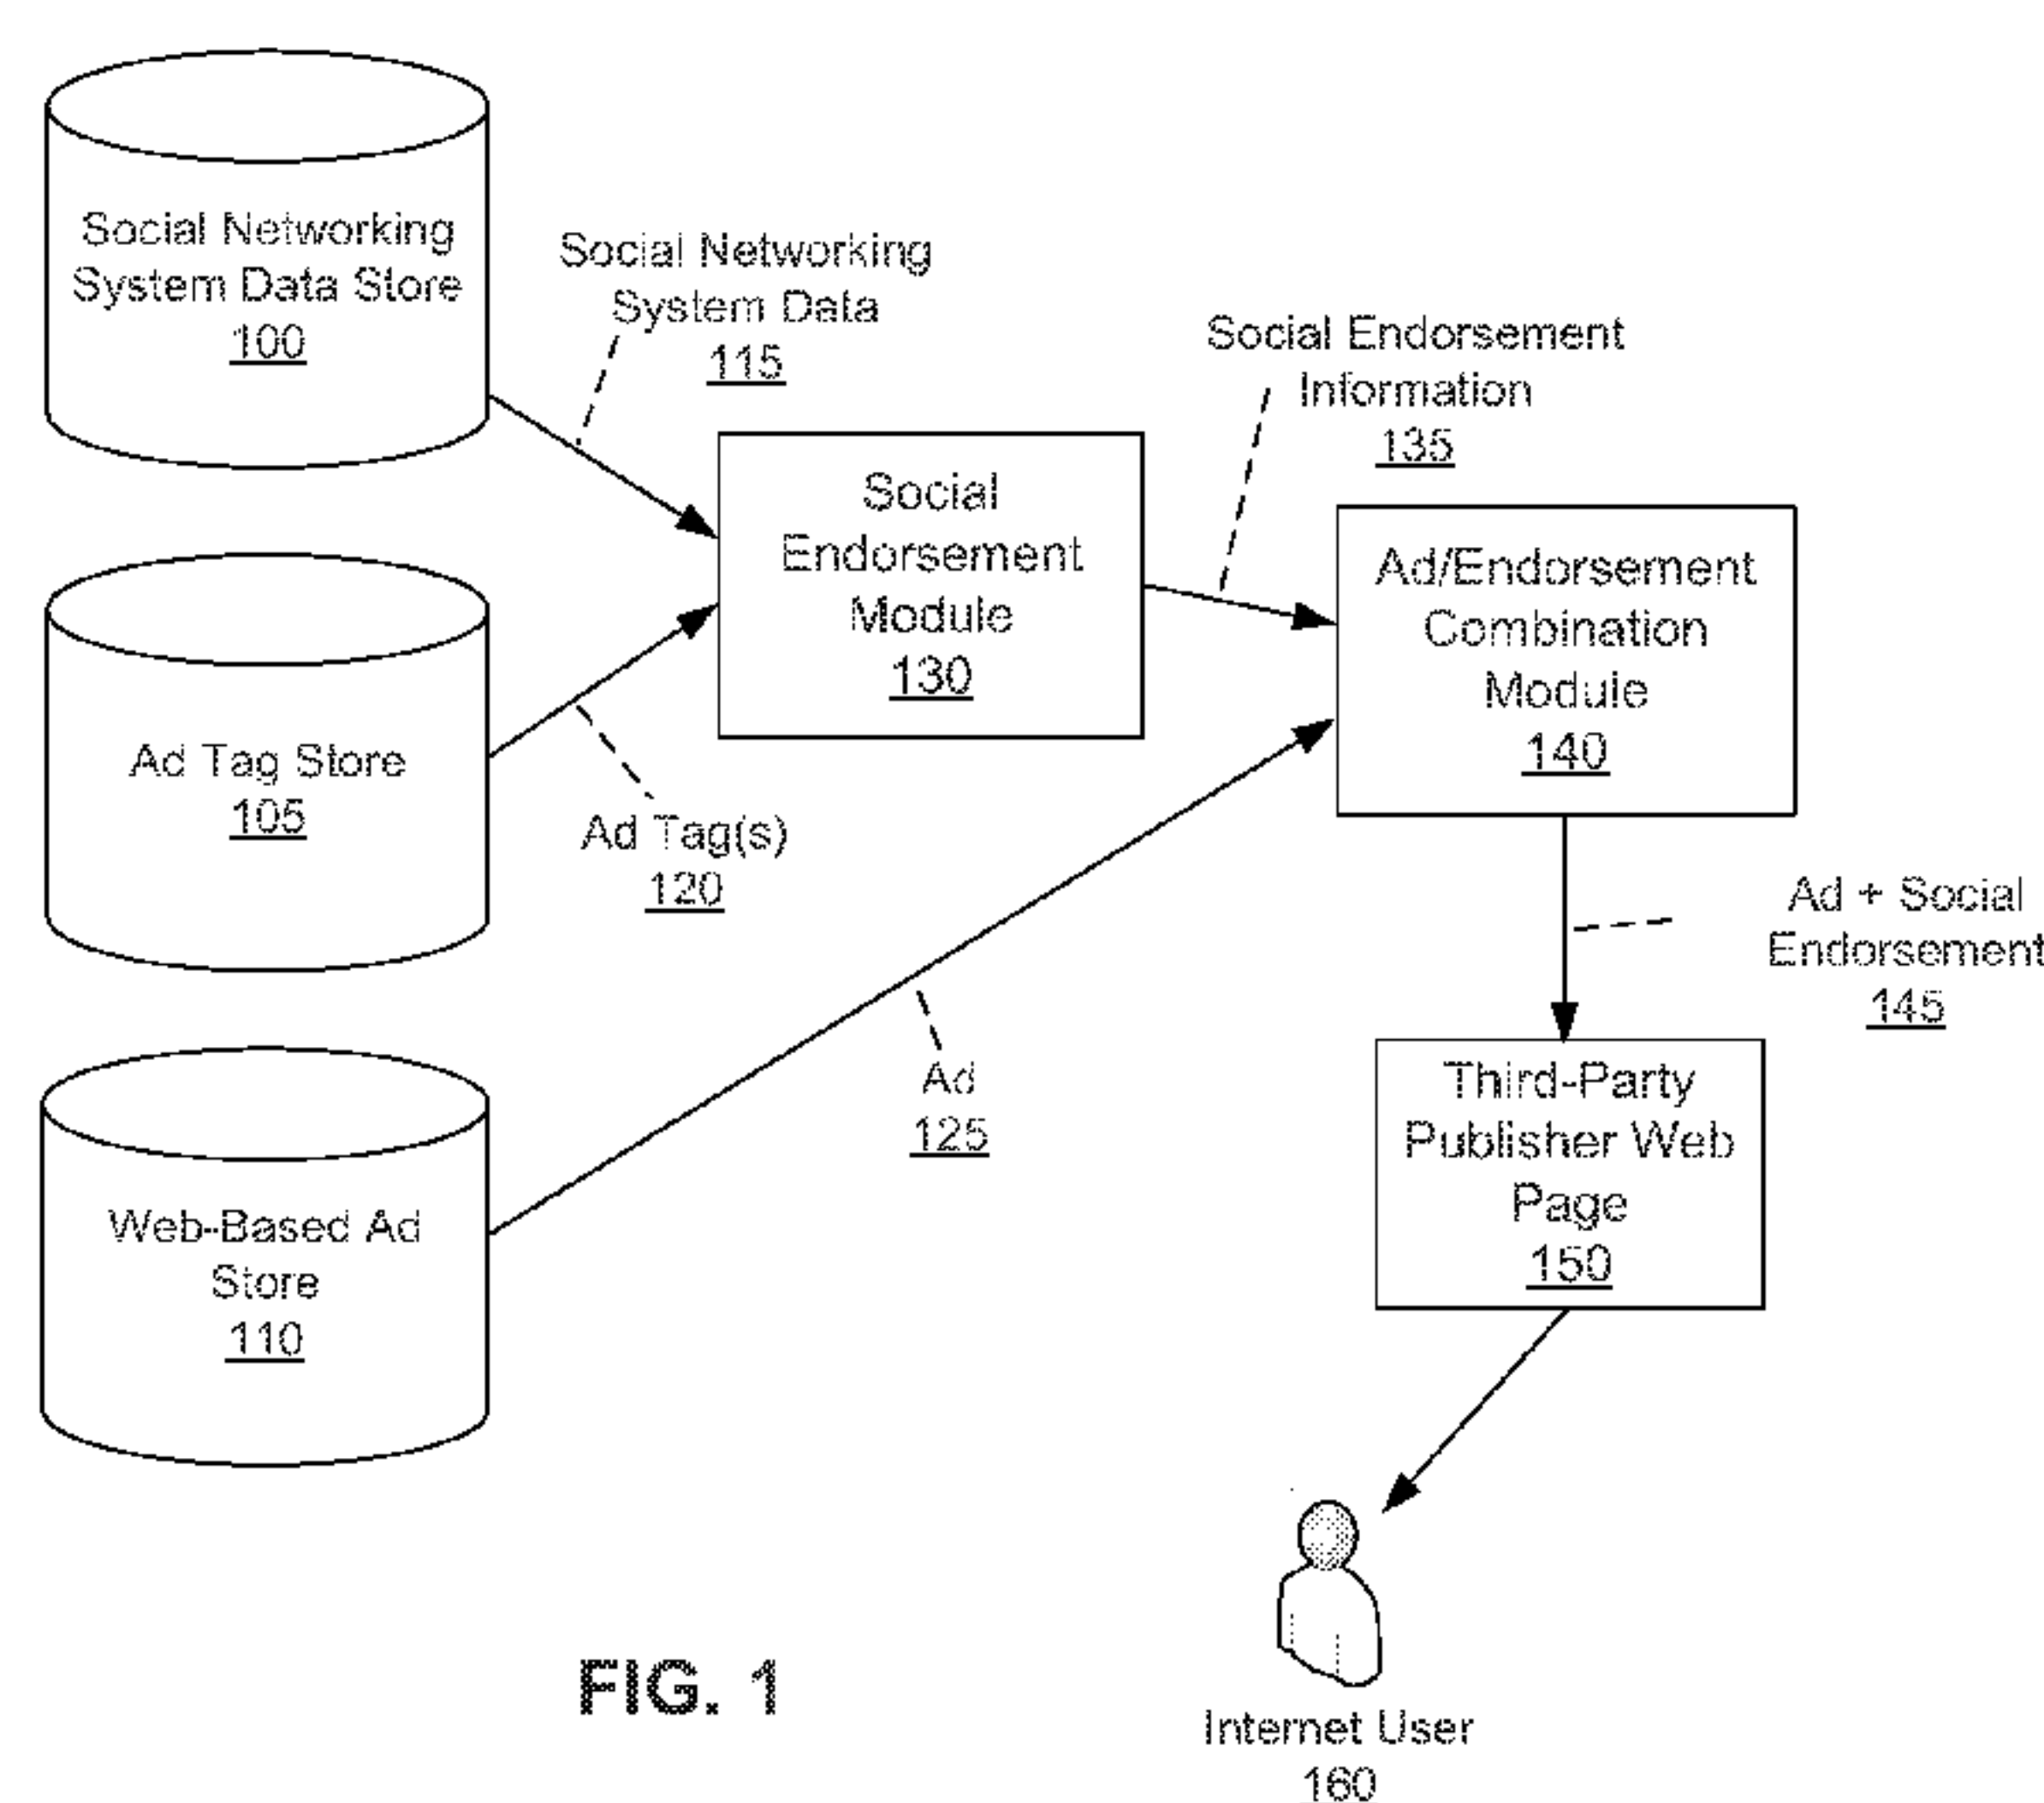 Social Networking
System Data Store
100
Social Networking
System Data
115
Social Endorsement
Information
135
Social
Endorsement
Module
130
Ad/Endorsement
Combination
Module
140
Ad Tag Store
105
Ad Tag(s)
120
Ad + Social
Endorsement
145
Ad
125
Third-Party
Publisher Web
Page
150
Web-Based Ad
Store
110
FIG. 1
Internet User
160